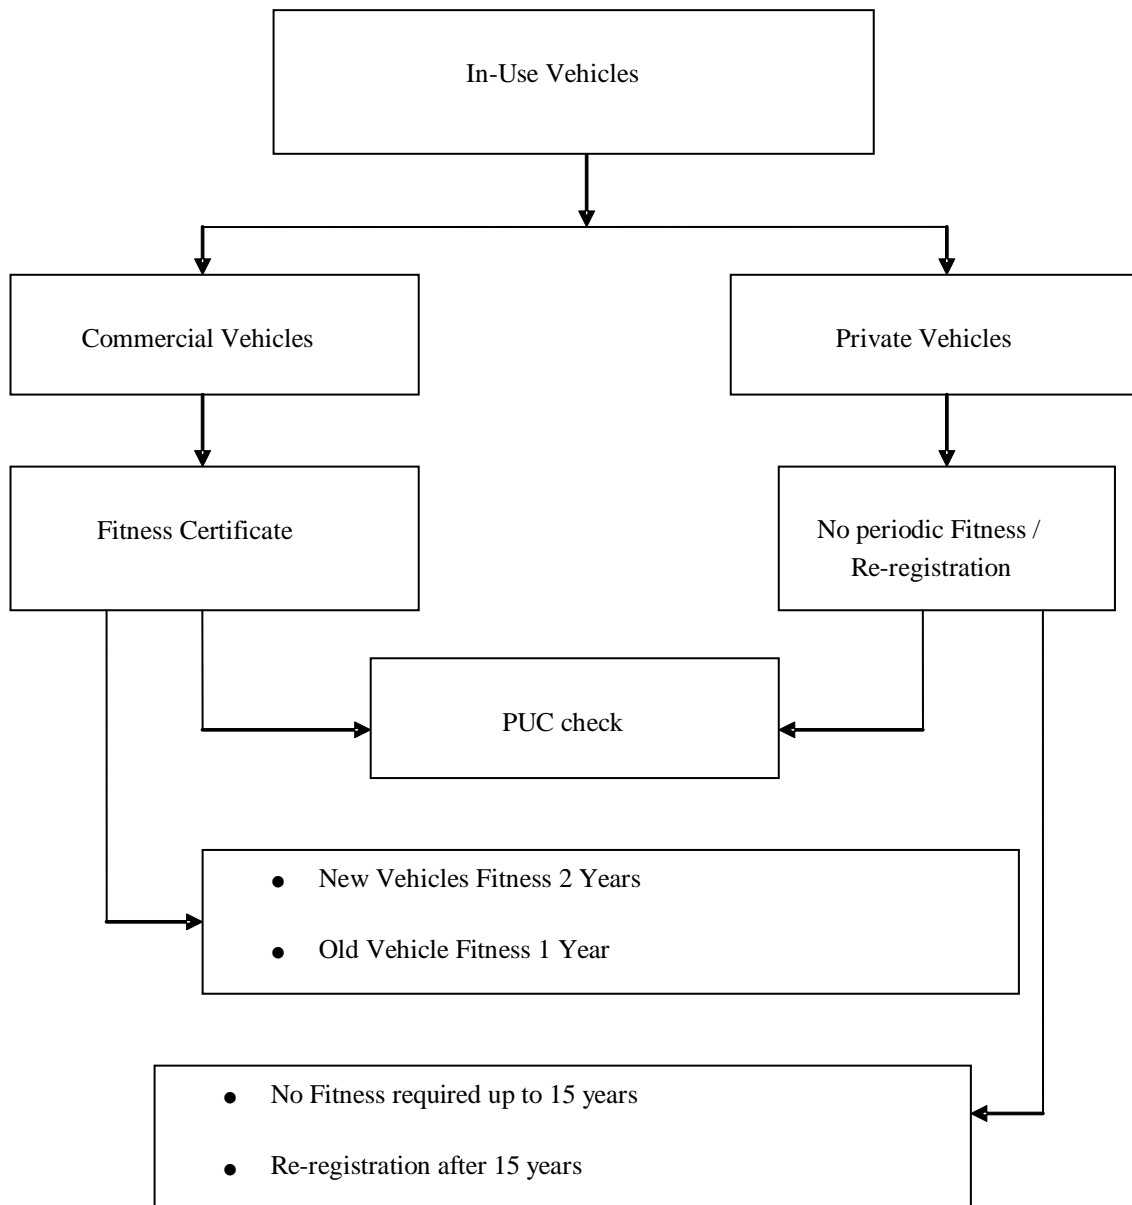 In-Use Vehicles
Commercial Vehicles
Private Vehicles
Fitness Certificate
No periodic Fitness /
Re-registration
PUC check
● New Vehicles Fitness 2 Years
● Old Vehicle Fitness 1 Year
● No Fitness required up to 15 years
● Re-registration after 15 years